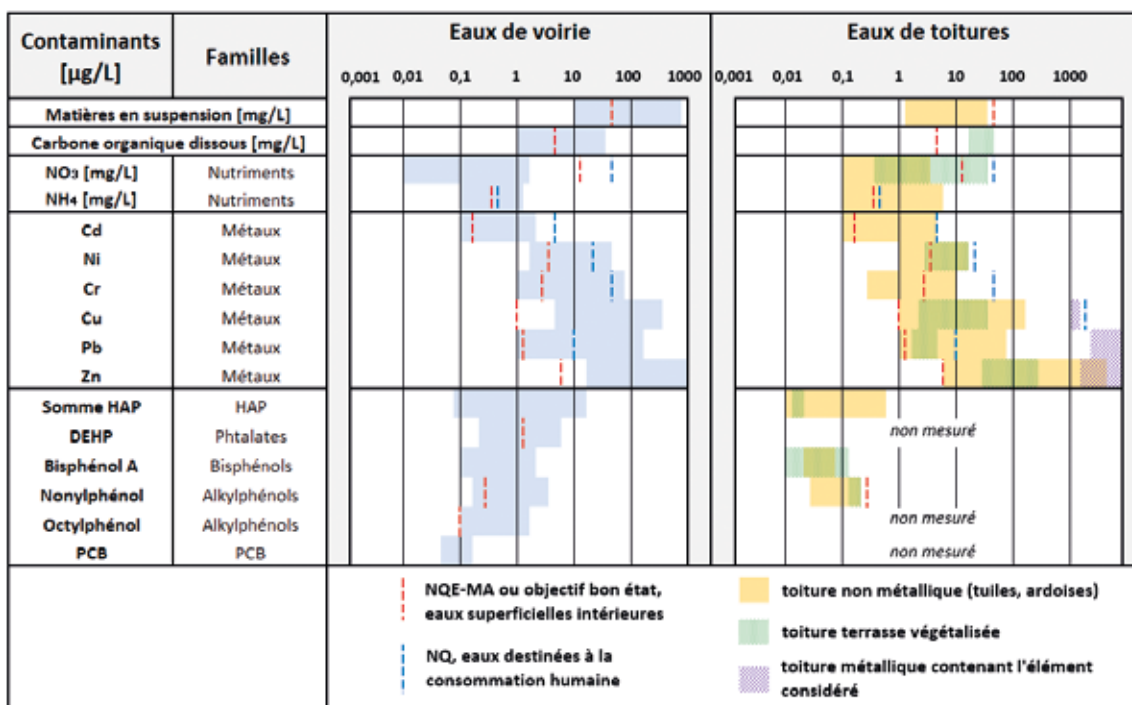 Contaminants
[µg/L]
Familles
Eaux de voirie
0,001 0,01 0,1 1 10 100 1000
Eaux de toitures
0,001 0,01 0,1 1 10 100 1000
Matières en suspension [mg/L]
Carbone organique dissous [mg/L]
NO₃ [mg/L] Nutriments
NH₄ [mg/L] Nutriments
Cd Métaux
Ni Métaux
Cr Métaux
Cu Métaux
Pb Métaux
Zn Métaux
Somme HAP HAP
DEHP Phtalates non mesuré
Bisphénol A Bisphénols
Nonylphénol Alkylphénols
Octylphénol Alkylphénols non mesuré
PCB PCB non mesuré
NQE-MA ou objectif bon état,
eaux superficielles intérieures
NQ, eaux destinées à la
consommation humaine
toiture non métallique (tuiles, ardoises)
toiture terrasse végétalisée
toiture métallique contenant l'élément
considéré